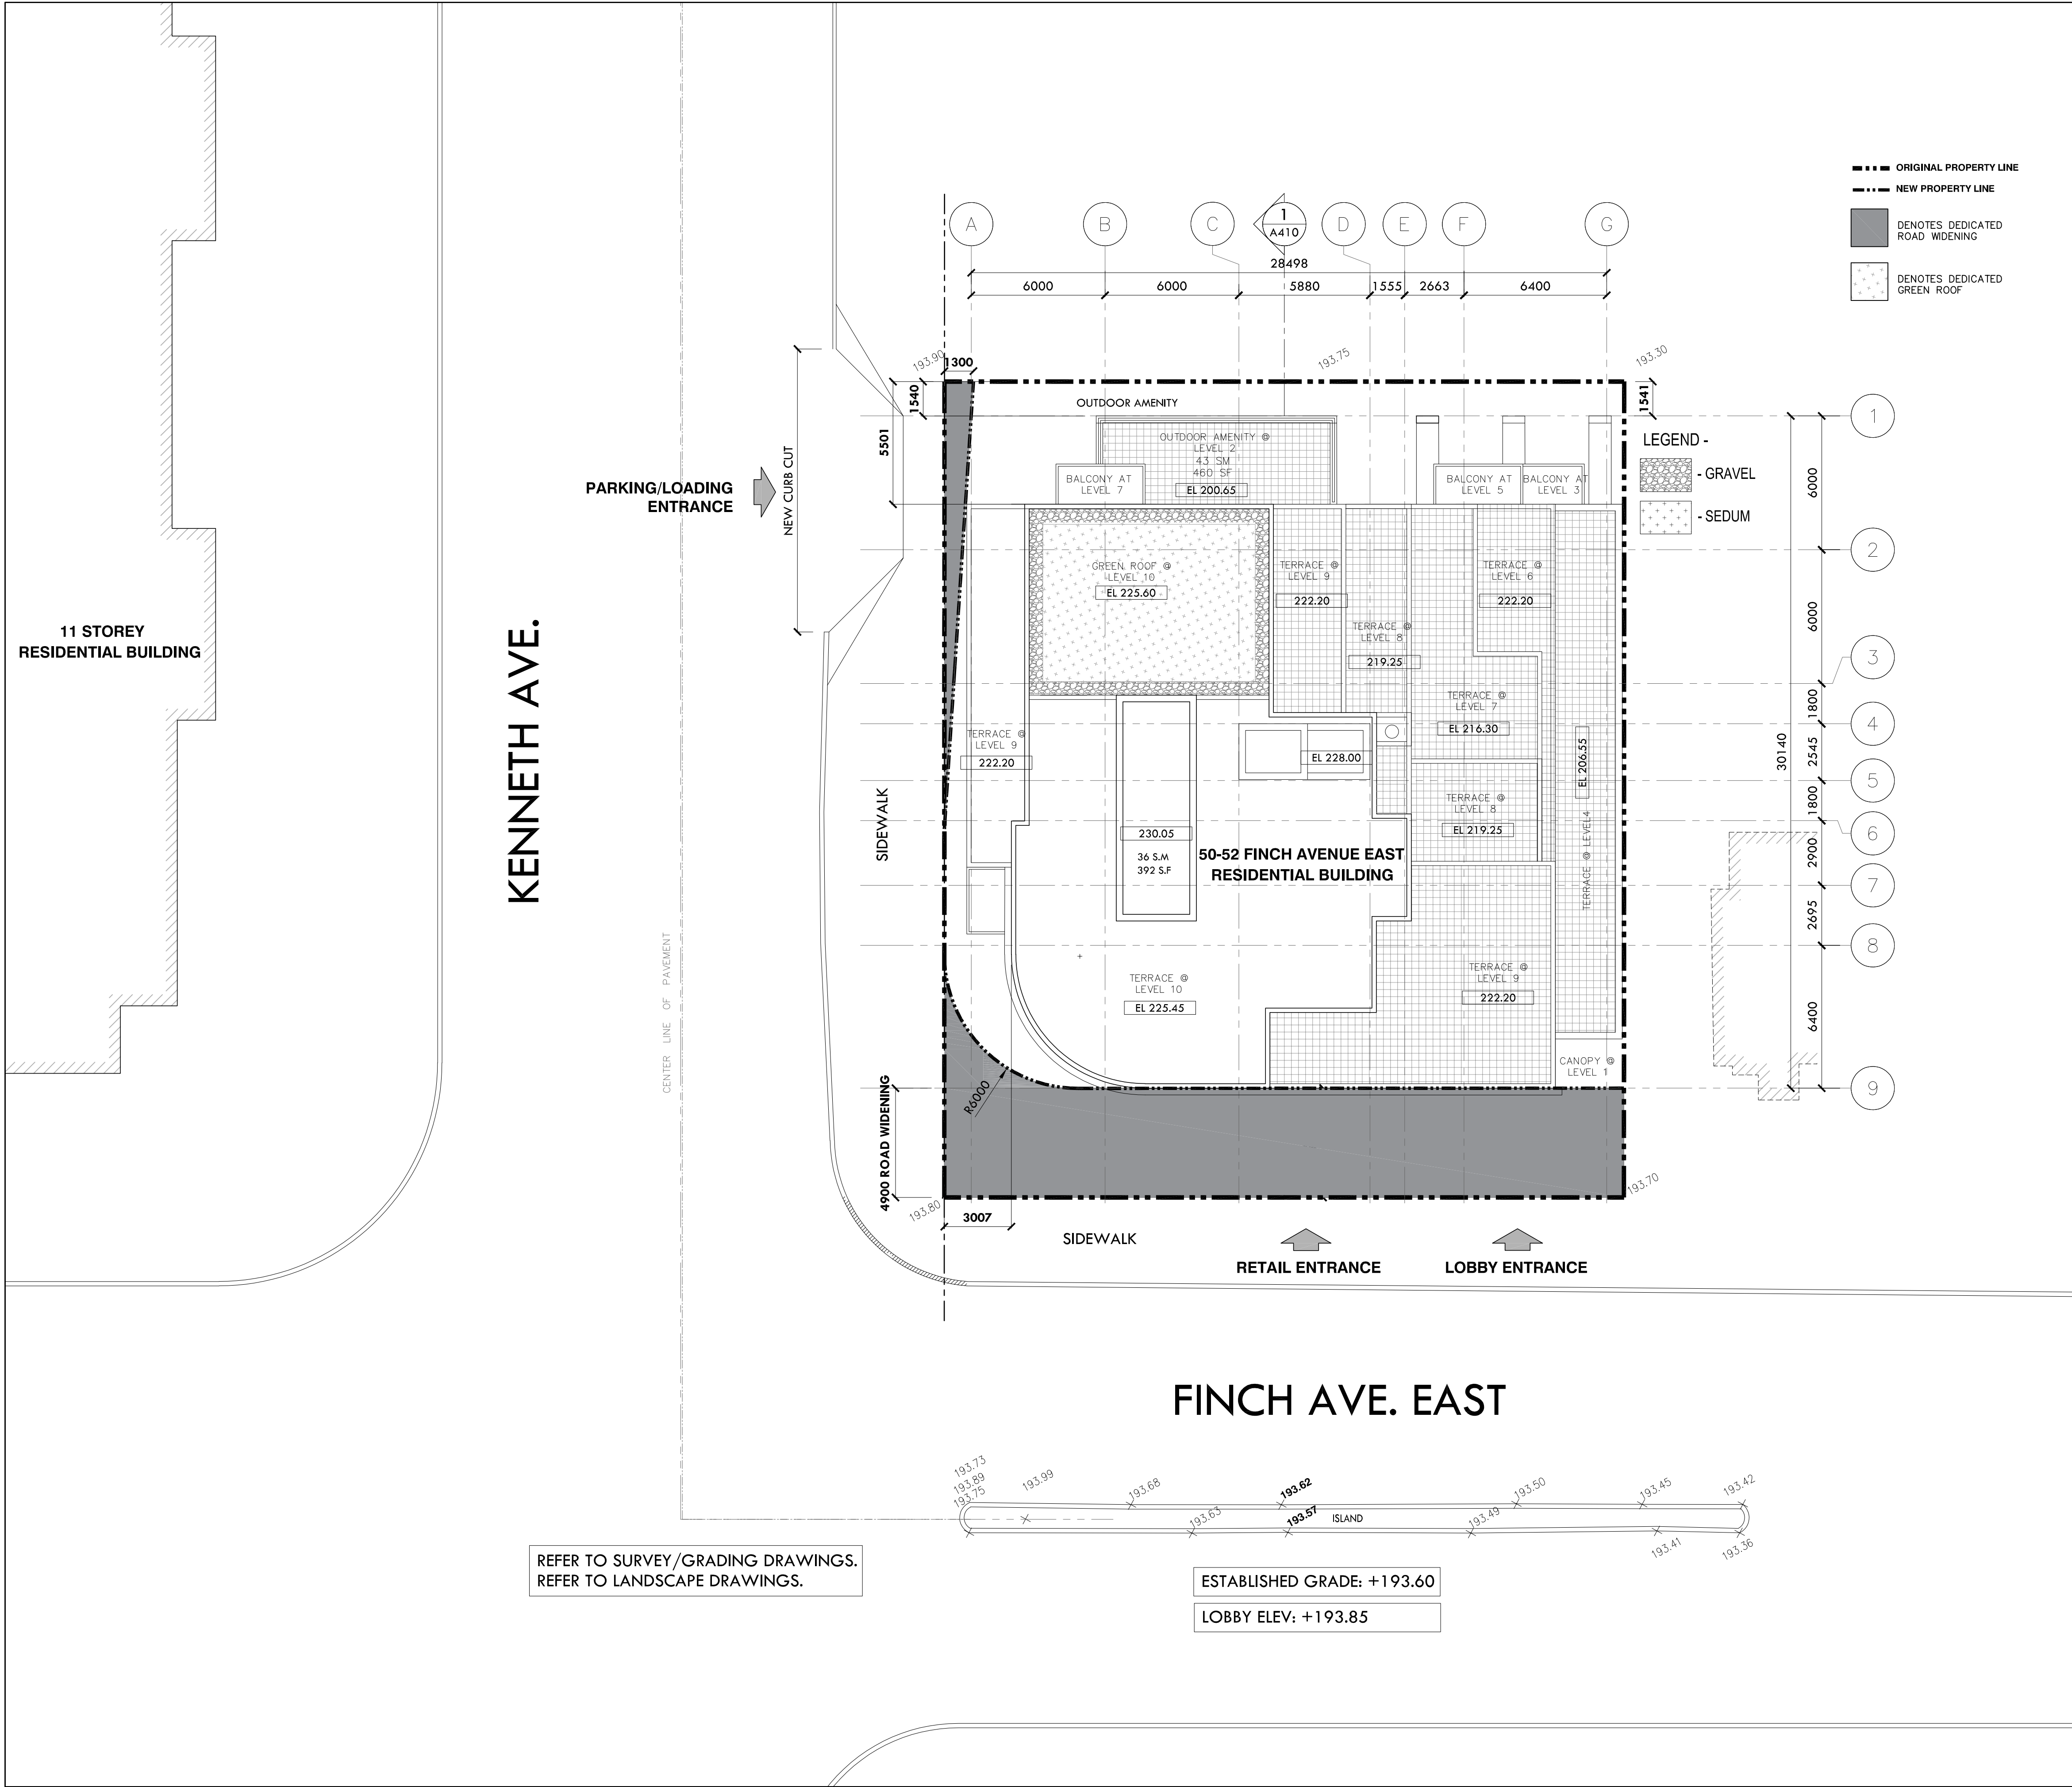 ORIGINAL PROPERTY LINE
NEW PROPERTY LINE
DENOTES DEDICATED
ROAD WIDENING
DENOTES DEDICATED
GREEN ROOF
A
B
C
1
A410
D
E
F
G
28498
6000
6000
5880
1555
2663
6400
193.90
1300
193.75
193.30
1540
1541
5501
OUTDOOR AMENITY
1
OUTDOOR AMENITY @
LEVEL 2
43 SM
460 SF
EL 200.65
BALCONY AT
LEVEL 7
BALCONY AT
LEVEL 5
BALCONY AT
LEVEL 3
LEGEND -
- GRAVEL
- SEDUM
NEW CURB CUT
PARKING/LOADING
ENTRANCE
6000
2
GREEN ROOF @
LEVEL 10
EL 225.60
TERRACE @
LEVEL 9
222.20
TERRACE @
LEVEL 6
222.20
TERRACE @
LEVEL 8
219.25
6000
3
11 STOREY
RESIDENTIAL BUILDING
KENNETH AVE.
TERRACE @
LEVEL 7
EL 216.30
1800
4
TERRACE @
LEVEL 9
222.20
EL 228.00
EL 206.55
30140
2545
5
TERRACE @
LEVEL 8
EL 219.25
1800
6
SIDEWALK
230.05
36 S.M
392 S.F
50-52 FINCH AVENUE EAST
RESIDENTIAL BUILDING
TERRACE @ LEVEL4
2900
7
2695
8
CENTER LINE OF PAVEMENT
TERRACE @
LEVEL 10
EL 225.45
TERRACE @
LEVEL 9
222.20
6400
CANOPY @
LEVEL 1
9
R6000
4900 ROAD WIDENING
193.80
193.70
3007
SIDEWALK
RETAIL ENTRANCE
LOBBY ENTRANCE
FINCH AVE. EAST
193.73
193.89
193.75
193.99
193.68
193.62
193.50
193.45
193.42
193.63
193.57
ISLAND
193.49
193.41
193.36
REFER TO SURVEY/GRADING DRAWINGS.
REFER TO LANDSCAPE DRAWINGS.
ESTABLISHED GRADE: +193.60
LOBBY ELEV: +193.85